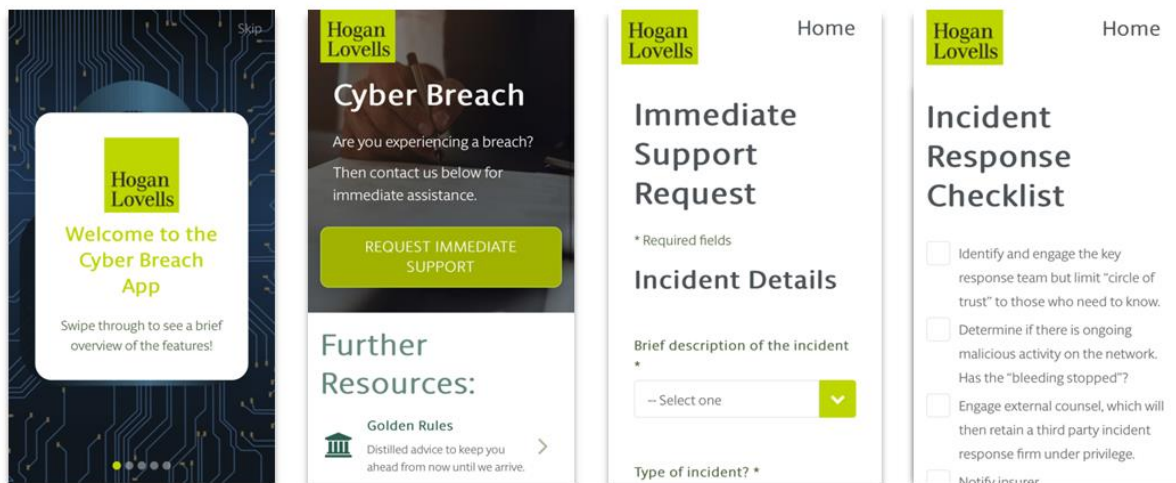 Skip
Hogan
Lovells
Welcome to the
Cyber Breach
App
Swipe through to see a brief
overview of the features!
Hogan
Lovells
Cyber Breach
Are you experiencing a breach?
Then contact us below for
immediate assistance.
REQUEST IMMEDIATE
SUPPORT
Further
Resources:
Golden Rules
Distilled advice to keep you
ahead from now until we arrive.
Hogan
Lovells
Home
Immediate
Support
Request
* Required fields
Incident Details
Brief description of the incident
*
-- Select one
Type of incident? *
Hogan
Lovells
Home
Incident
Response
Checklist
Identify and engage the key
response team but limit “circle of
trust” to those who need to know.
Determine if there is ongoing
malicious activity on the network.
Has the “bleeding stopped”?
Engage external counsel, which will
then retain a third party incident
response firm under privilege.
Notify insurer